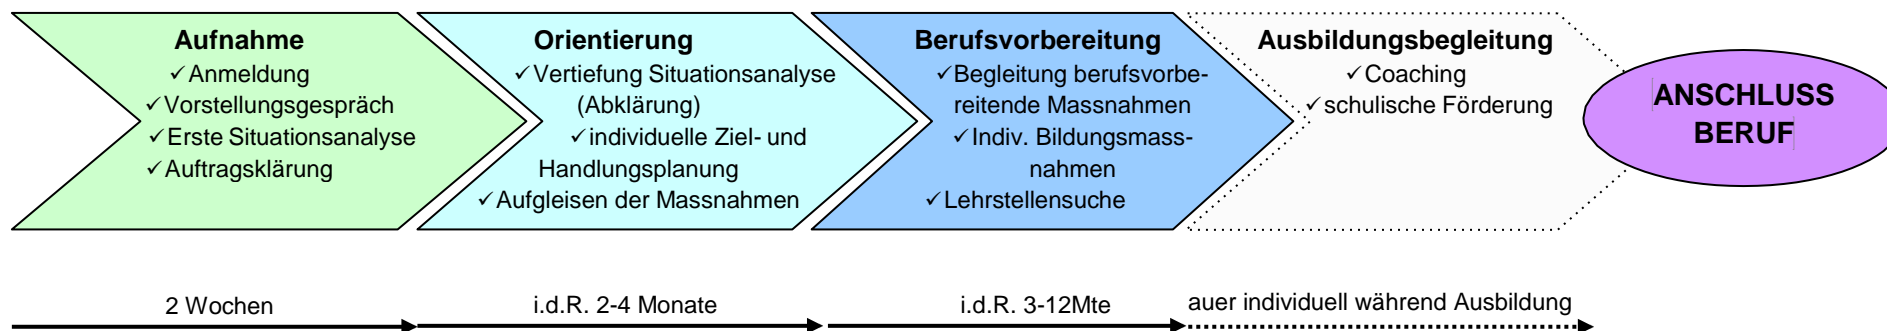 Aufnahme
✓Anmeldung
✓Vorstellungsgespräch
✓Erste Situationsanalyse
✓Auftragsklärung
Orientierung
✓Vertiefung Situationsanalyse
(Abklärung)
✓individuelle Ziel- und
Handlungsplanung
✓Aufgleisen der Massnahmen
Berufsvorbereitung
✓Begleitung berufsvorbe-
reitende Massnahmen
✓Indiv. Bildungsmass-
nahmen
✓Lehrstellensuche
Ausbildungsbegleitung
✓Coaching
✓schulische Förderung
ANSCHLUSS
BERUF
2 Wochen
i.d.R. 2-4 Monate
i.d.R. 3-12Mte
auer individuell während Ausbildung